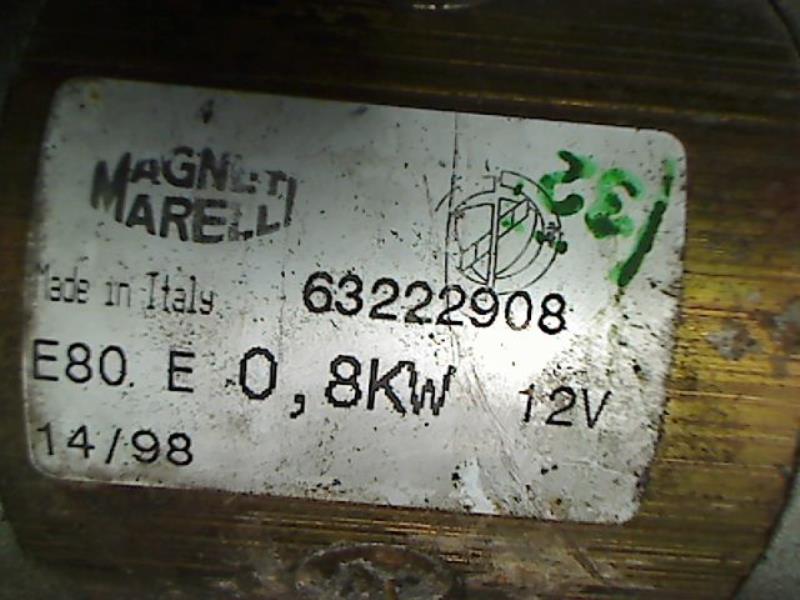 MAGNETI
MARELLI
Made in Italy
63222908
E80. E 0,8KW 12V
14/98